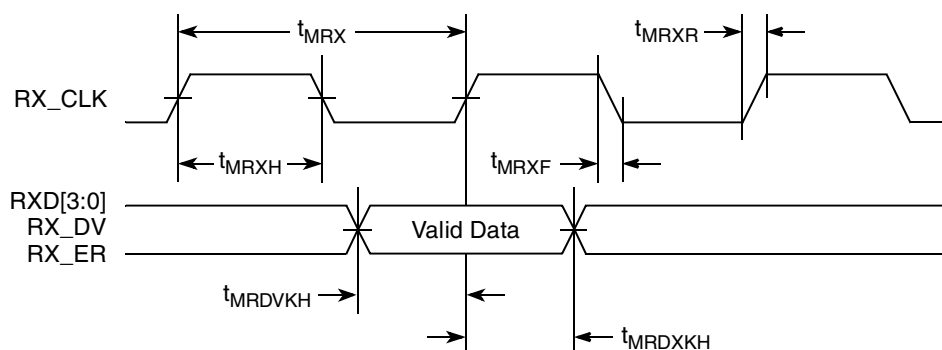 tMRX
tMRXR
RX_CLK
tMRXH
tMRXF
RXD[3:0]
RX_DV
RX_ER
Valid Data
tMRDVKH
tMRDXKH